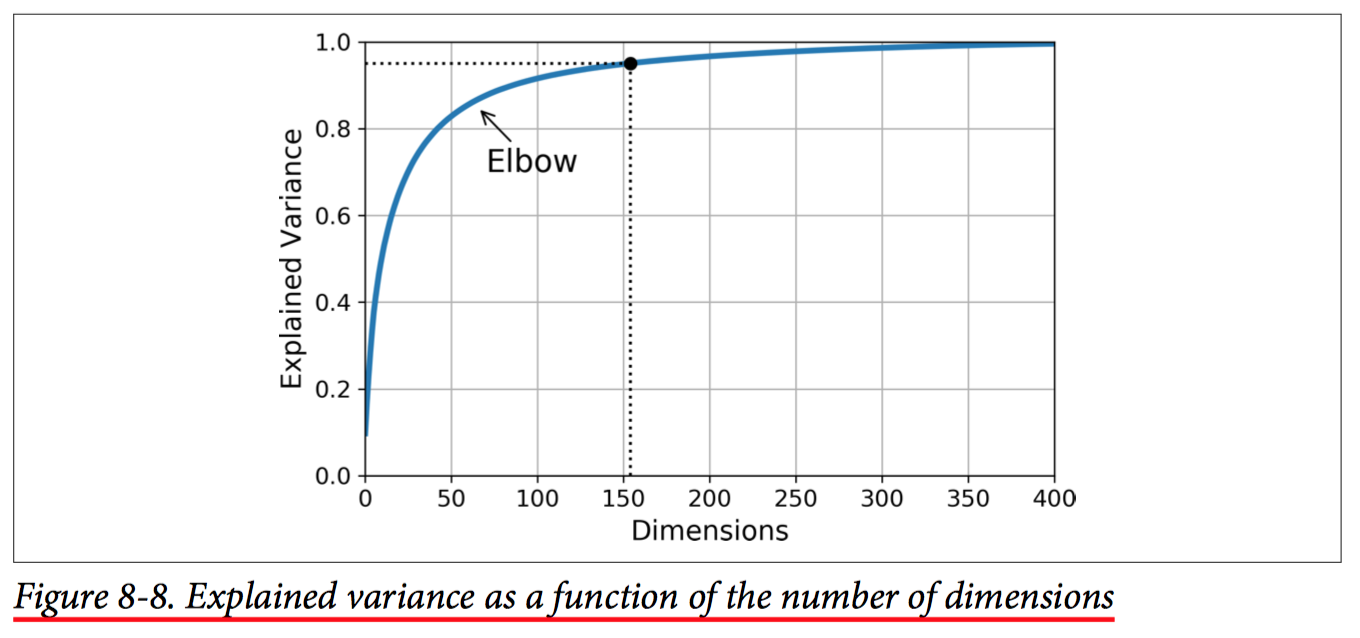 1.0
0.8
0.6
0.4
0.2
0.0
Explained Variance
Elbow
0 50 100 150 200 250 300 350 400
Dimensions
Figure 8-8. Explained variance as a function of the number of dimensions